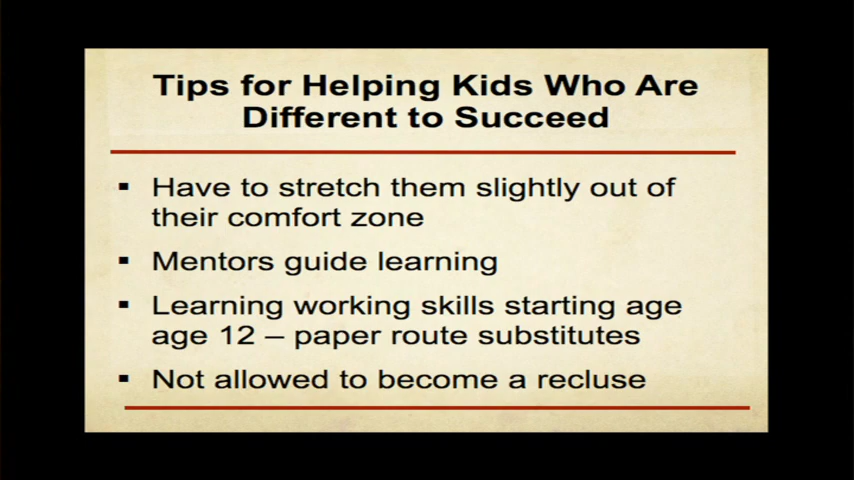 Tips for Helping Kids Who Are
Different to Succeed
▪ Have to stretch them slightly out of
their comfort zone
▪ Mentors guide learning
▪ Learning working skills starting age
age 12 – paper route substitutes
▪ Not allowed to become a recluse